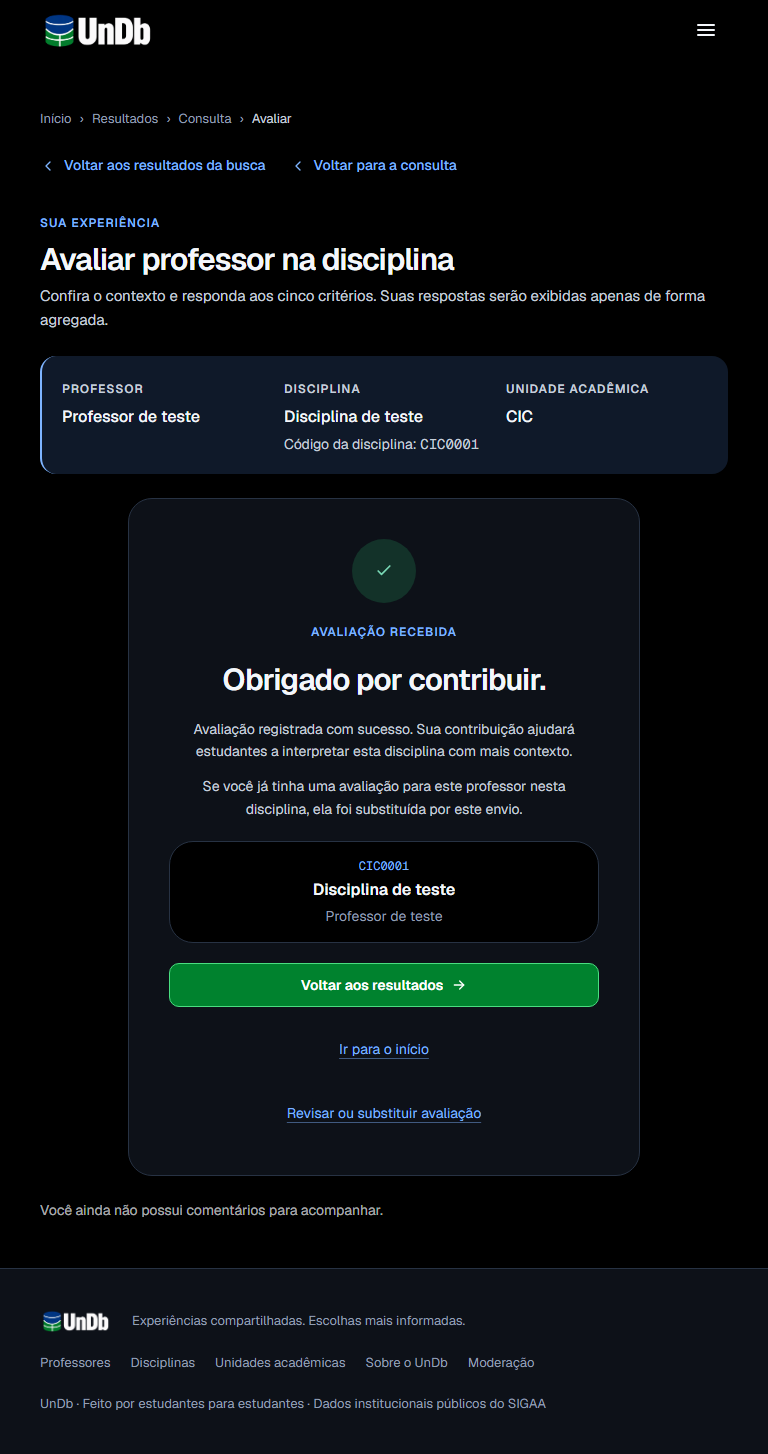 UnDb
Início › Resultados › Consulta › Avaliar
Voltar aos resultados da busca Voltar para a consulta
SUA EXPERIÊNCIA
Avaliar professor na disciplina
Confira o contexto e responda aos cinco critérios. Suas respostas serão exibidas apenas de forma
agregada.
PROFESSOR DISCIPLINA UNIDADE ACADÊMICA
Professor de teste Disciplina de teste CIC
Código da disciplina: CIC0001
AVALIAÇÃO RECEBIDA
Obrigado por contribuir.
Avaliação registrada com sucesso. Sua contribuição ajudará
estudantes a interpretar esta disciplina com mais contexto.
Se você já tinha uma avaliação para este professor nesta
disciplina, ela foi substituída por este envio.
CIC0001
Disciplina de teste
Professor de teste
Voltar aos resultados →
Ir para o início
Revisar ou substituir avaliação
Você ainda não possui comentários para acompanhar.
UnDb Experiências compartilhadas. Escolhas mais informadas.
Professores Disciplinas Unidades acadêmicas Sobre o UnDb Moderação
UnDb · Feito por estudantes para estudantes · Dados institucionais públicos do SIGAA